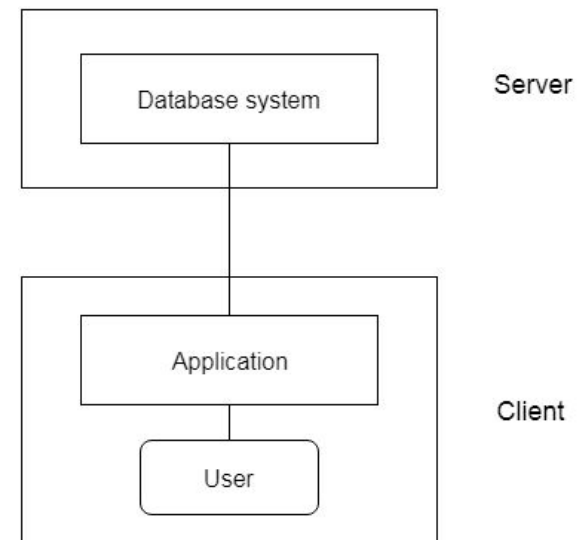 Database system
Server
Application
Client
User